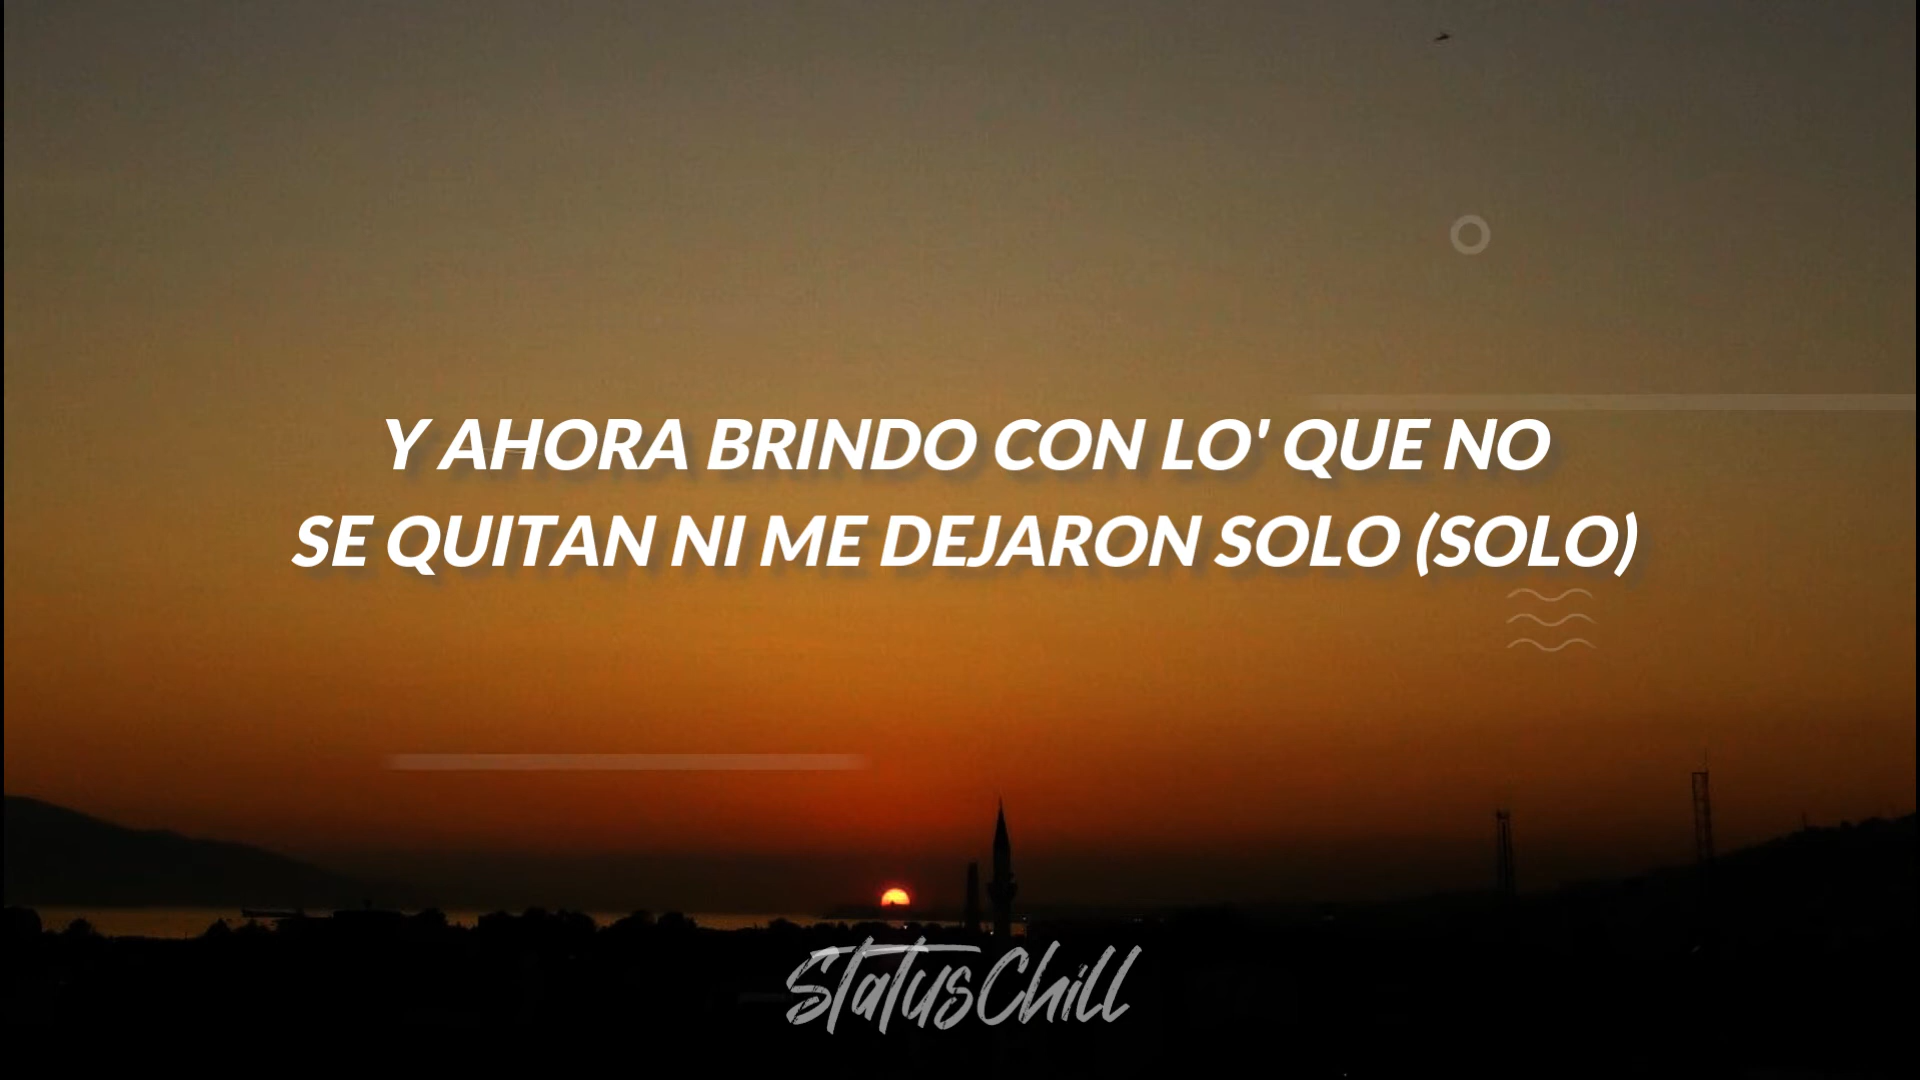 Y AHORA BRINDO CON LO' QUE NO
SE QUITAN NI ME DEJARON SOLO (SOLO)
StatusChill